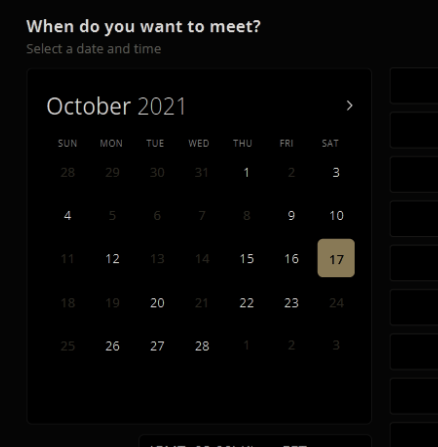 When do you want to meet?
Select a date and time
October 2021
SUN MON TUE WED THU FRI SAT
28 29 30 31 1 2 3
4 5 6 7 8 9 10
11 12 13 14 15 16 17
18 19 20 21 22 23 24
25 26 27 28 1 2 3